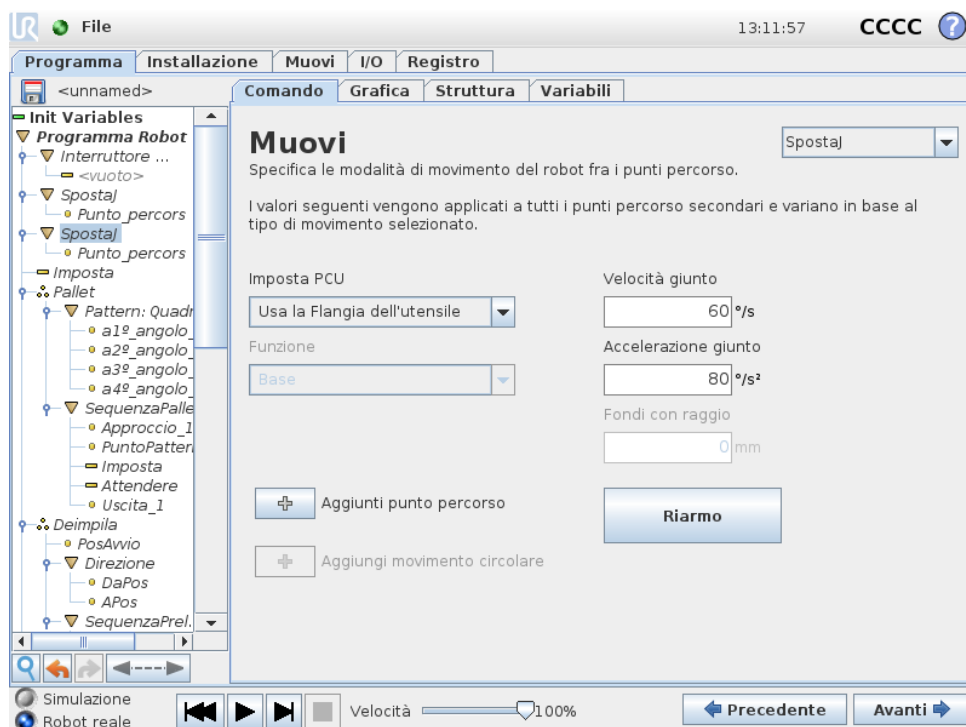 UR File 13:11:57 CCCC ?
Programma Installazione Muovi I/O Registro
<unnamed> Comando Grafica Struttura Variabili
Init Variables
Programma Robot
Interruttore ...
<vuoto>
SpostaJ
Punto_percors
SpostaJ
Punto_percors
Imposta
Pallet
Pattern: Quadr
a1º_angolo_
a2º_angolo_
a3º_angolo_
a4º_angolo_
SequenzaPalle
Approccio_1
PuntoPatter
Imposta
Attendere
Uscita_1
Deimpila
PosAvvio
Direzione
DaPos
APos
SequenzaPrel.
Muovi
SpostaJ
Specifica le modalità di movimento del robot fra i punti percorso.
I valori seguenti vengono applicati a tutti i punti percorso secondari e variano in base al
tipo di movimento selezionato.
Imposta PCU
Usa la Flangia dell'utensile
Funzione
Base
Velocità giunto
60 °/s
Accelerazione giunto
80 °/s²
Fondi con raggio
0 mm
Aggiunti punto percorso
Aggiungi movimento circolare
Riarmo
Simulazione
Robot reale
Velocità 100%
Precedente Avanti